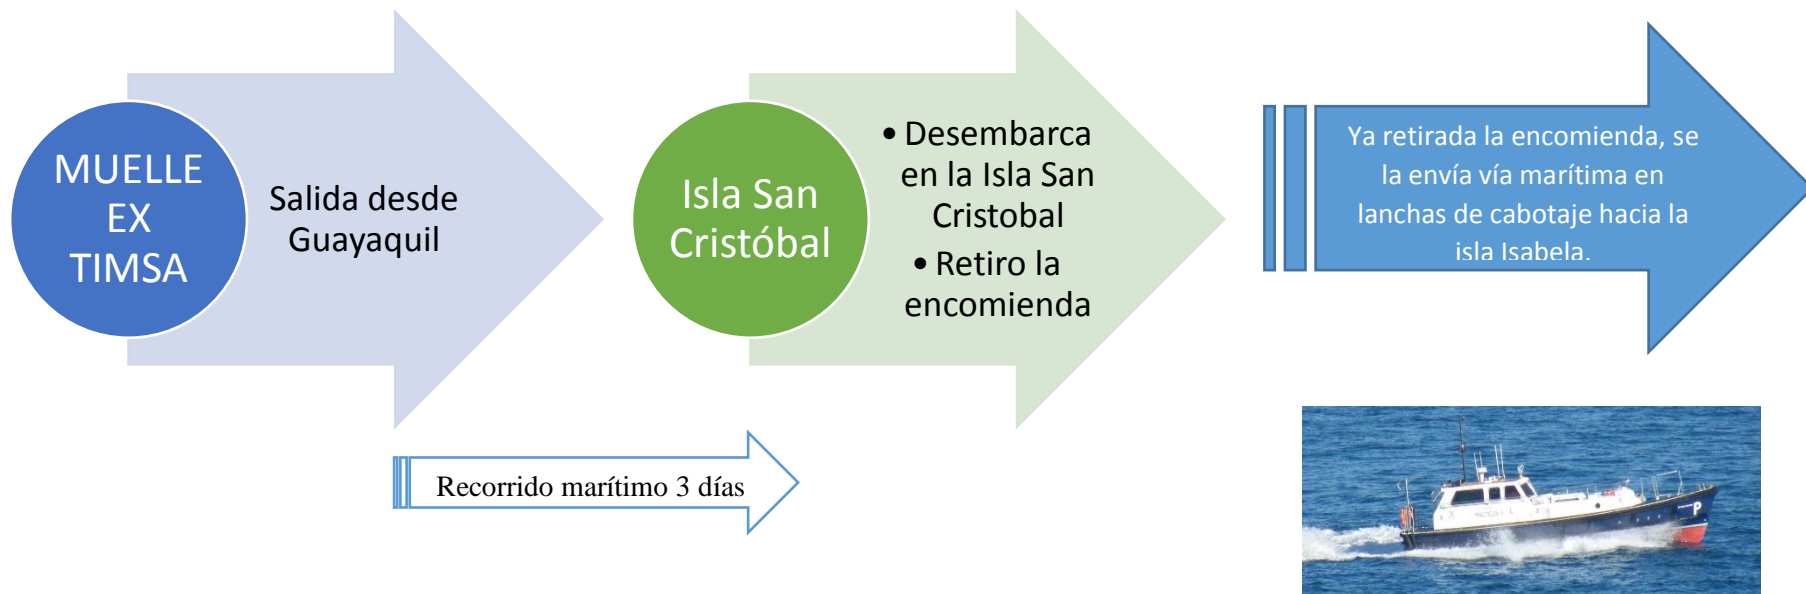 MUELLE
EX
TIMSA
Salida desde
Guayaquil
Recorrido marítimo 3 días
Isla San
Cristóbal
• Desembarca
en la Isla San
Cristobal
• Retiro la
encomienda
Ya retirada la encomienda, se
la envía vía marítima en
lanchas de cabotaje hacia la
isla Isabela.
P